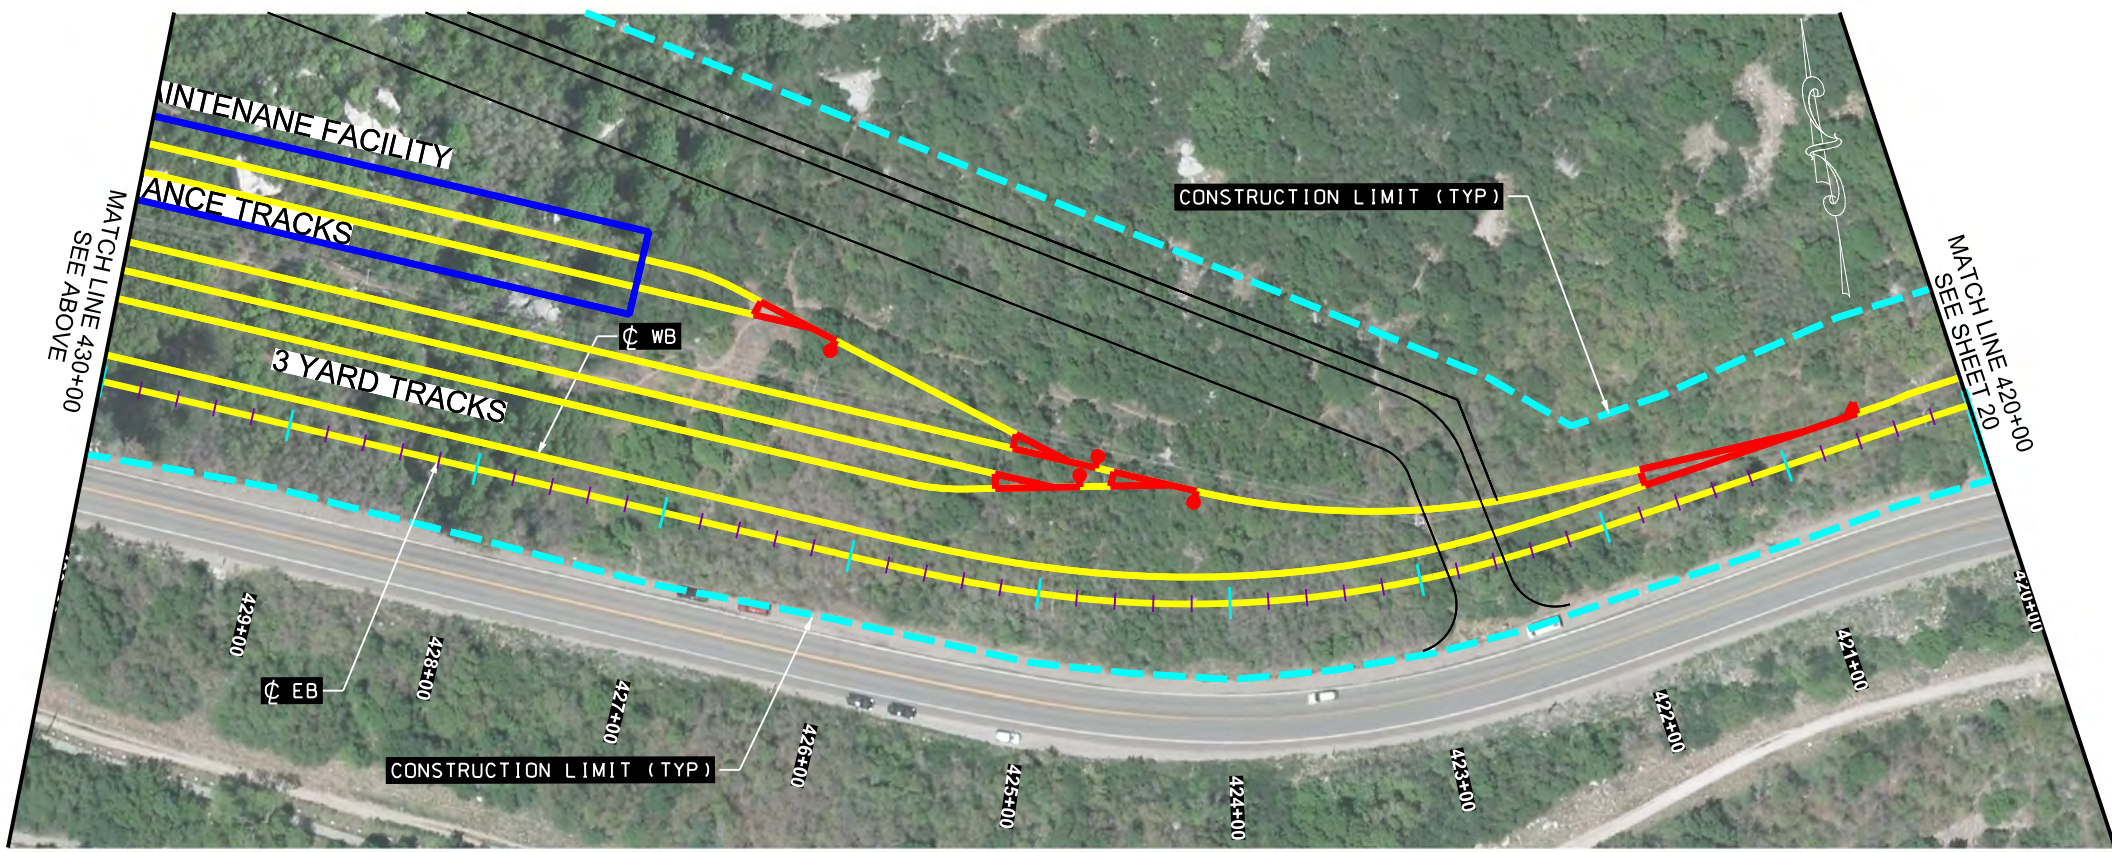 INTENANE FACILITY
ANCE TRACKS
MATCH LINE 430+00
SEE ABOVE
3 YARD TRACKS
℄ WB
CONSTRUCTION LIMIT (TYP)
MATCH LINE 420+00
SEE SHEET 20
℄ EB
CONSTRUCTION LIMIT (TYP)
429+00
428+00
427+00
426+00
425+00
424+00
423+00
422+00
421+00
420+00